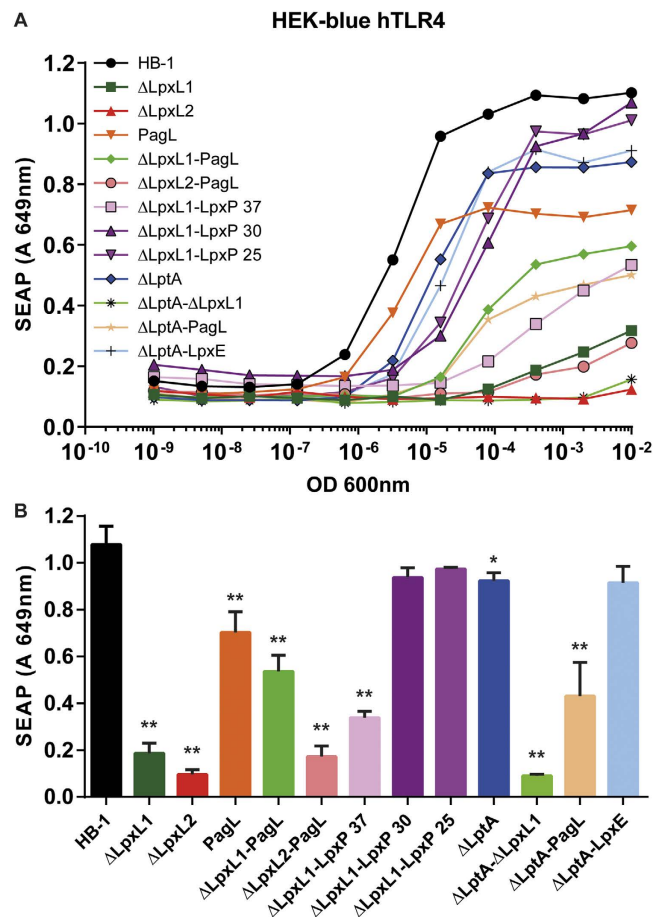 A
HEK-blue hTLR4
SEAP (A 649nm)
1.2
1.0
0.8
0.6
0.4
0.2
0.0
HB-1
ΔLpxL1
ΔLpxL2
PagL
ΔLpxL1-PagL
ΔLpxL2-PagL
ΔLpxL1-LpxP 37
ΔLpxL1-LpxP 30
ΔLpxL1-LpxP 25
ΔLptA
ΔLptA-ΔLpxL1
ΔLptA-PagL
ΔLptA-LpxE
10-10 10-9 10-8 10-7 10-6 10-5 10-4 10-3 10-2
OD 600nm
B
SEAP (A 649nm)
1.2
1.0
0.8
0.6
0.4
0.2
0.0
** ** ** ** ** ** * ** **
HB-1
ΔLpxL1
ΔLpxL2
PagL
ΔLpxL1-PagL
ΔLpxL2-PagL
ΔLpxL1-LpxP 37
ΔLpxL1-LpxP 30
ΔLpxL1-LpxP 25
ΔLptA
ΔLptA-ΔLpxL1
ΔLptA-PagL
ΔLptA-LpxE